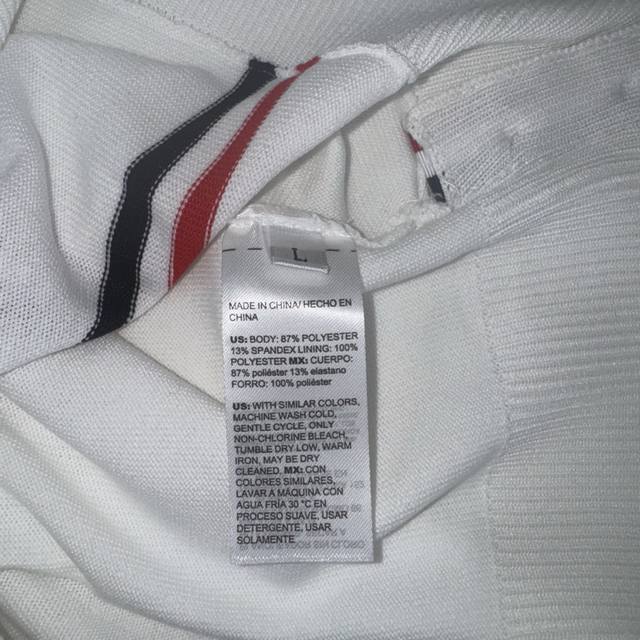 L
MADE IN CHINA/ HECHO EN
CHINA
US: BODY: 87% POLYESTER
13% SPANDEX LINING: 100%
POLYESTER MX: CUERPO:
87% poliéster 13% elastano
FORRO: 100% poliéster
US: WITH SIMILAR COLORS,
MACHINE WASH COLD,
GENTLE CYCLE, ONLY
NON-CHLORINE BLEACH,
TUMBLE DRY LOW, WARM
IRON, MAY BE DRY
CLEANED. MX: CON
COLORES SIMILARES,
LAVAR A MÁQUINA CON
AGUA FRÍA 30 °C EN
PROCESO SUAVE, USAR
DETERGENTE, USAR
SOLAMENTE